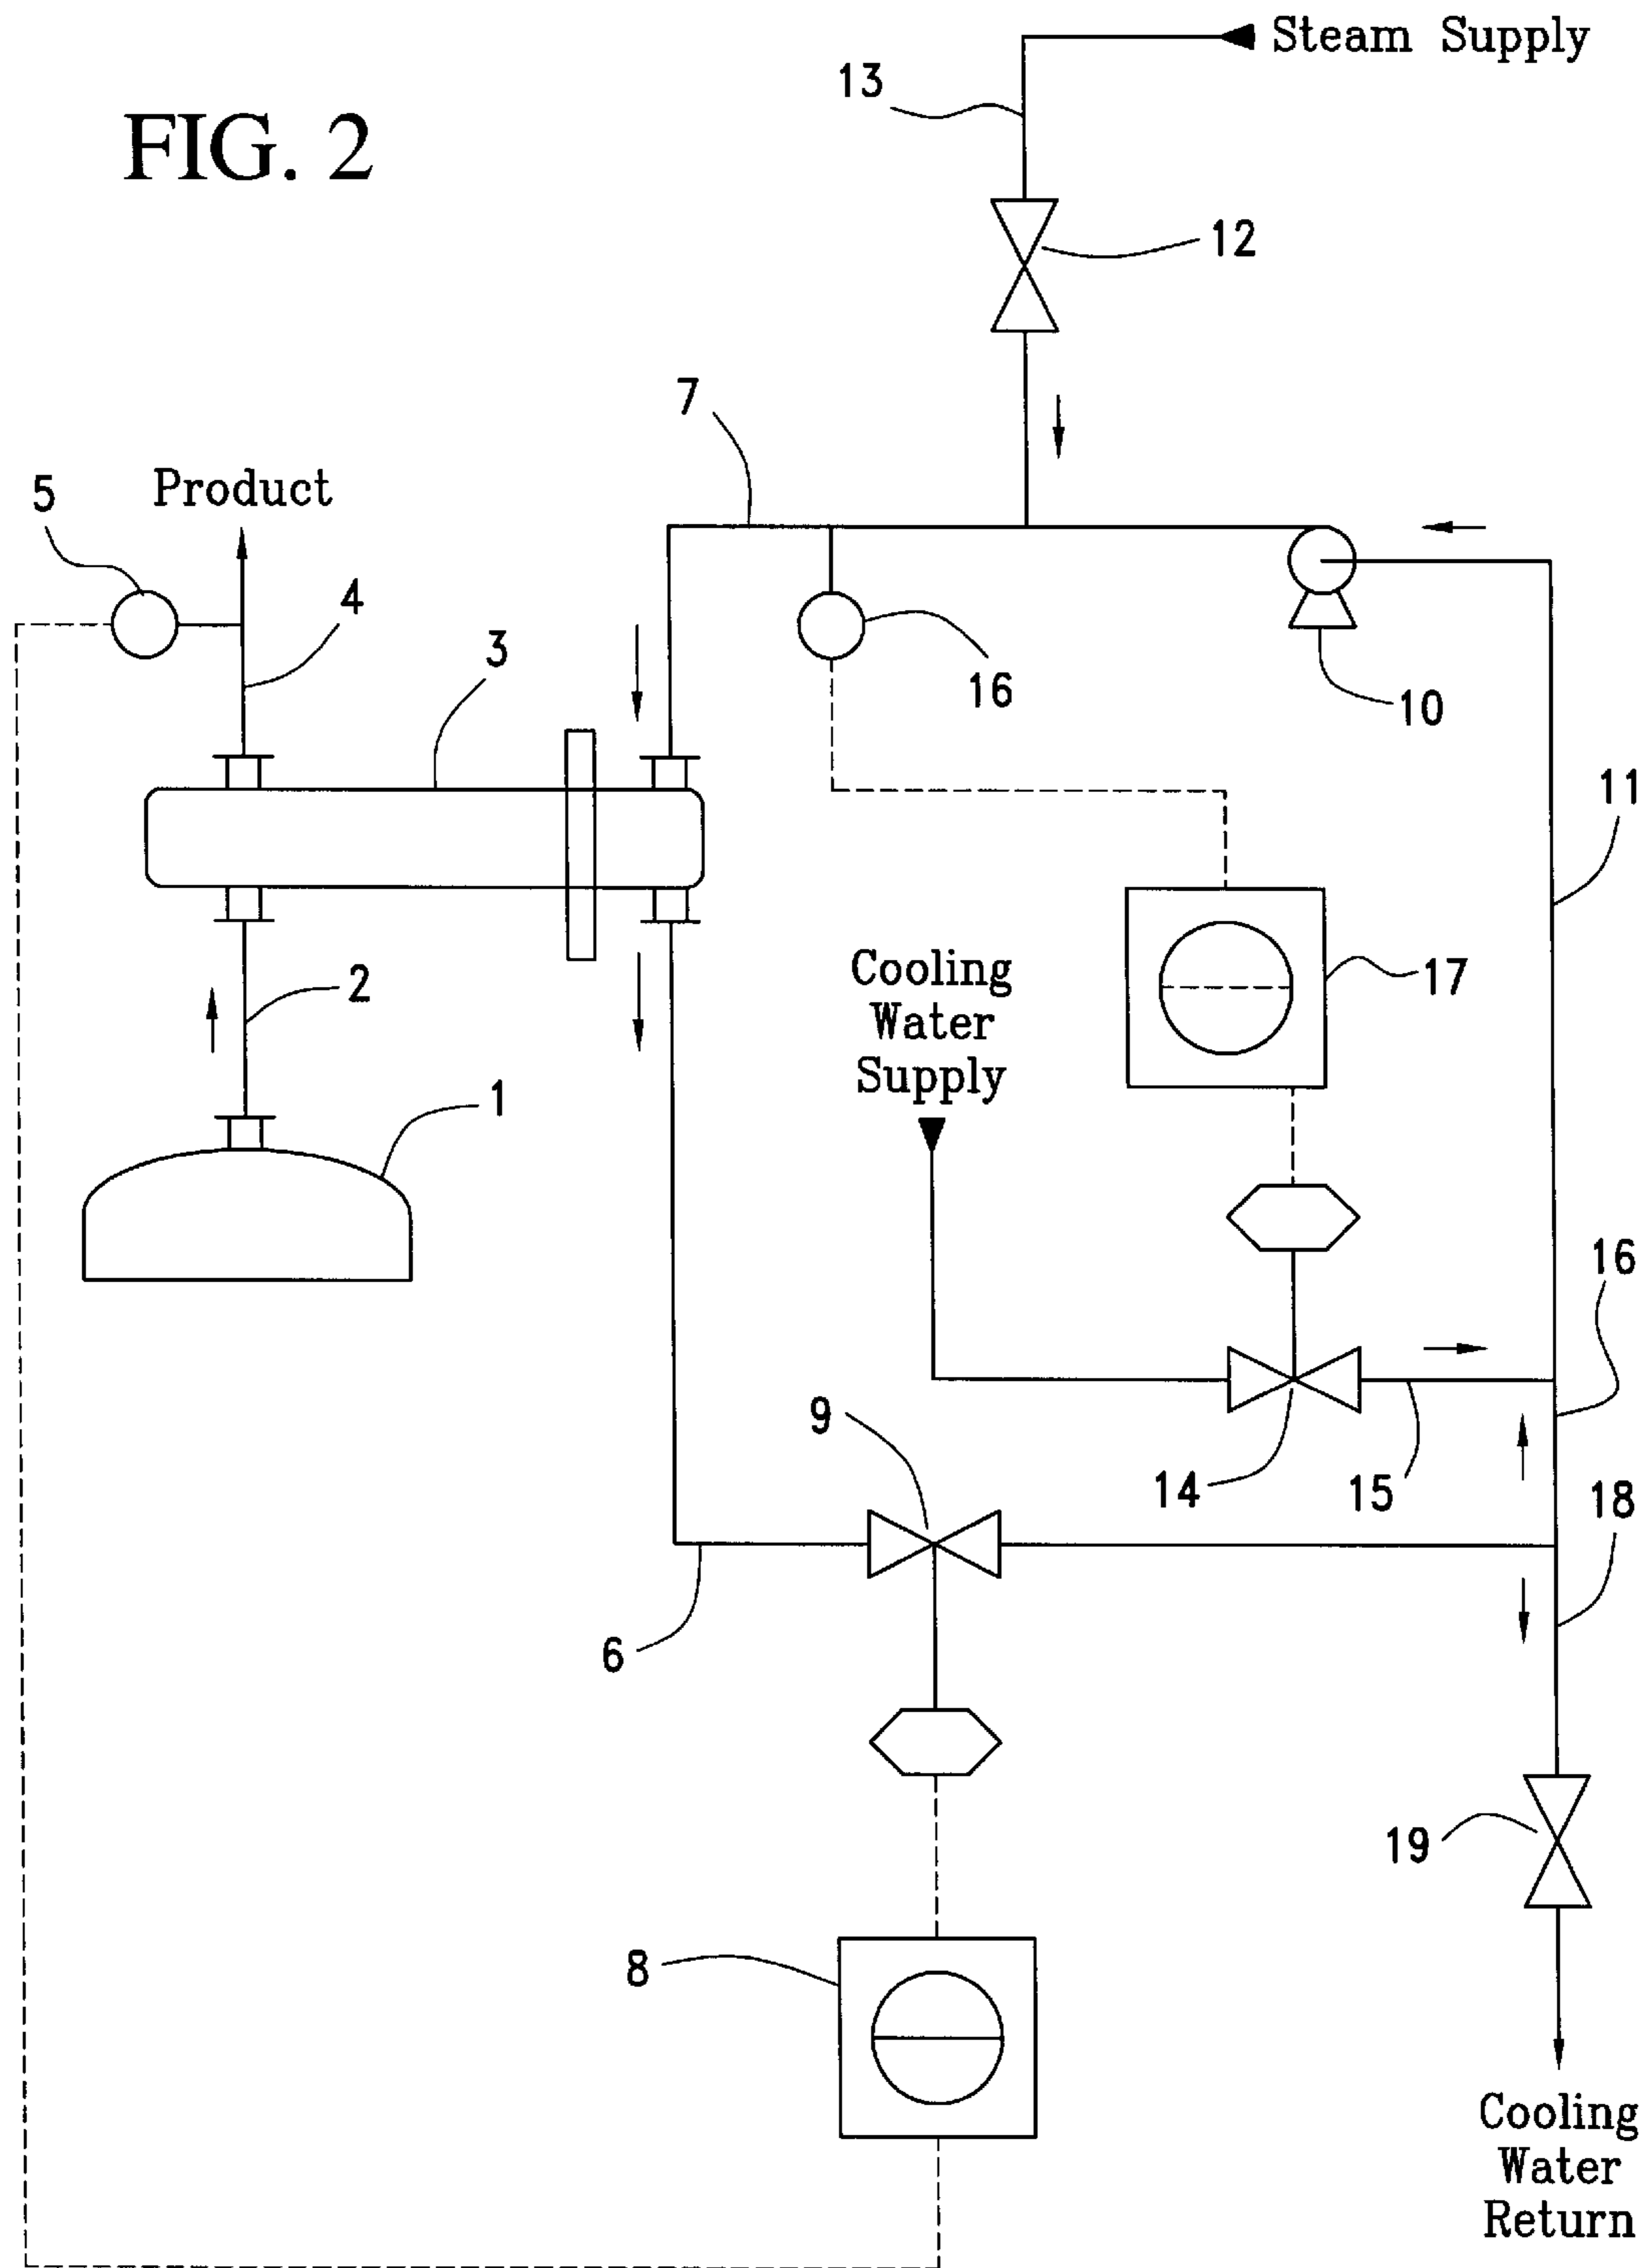 Steam Supply
13
FIG. 2
12
7
5
Product
4
3
16
10
11
Cooling
Water
Supply
17
2
1
16
9
14
15
18
6
19
8
Cooling
Water
Return